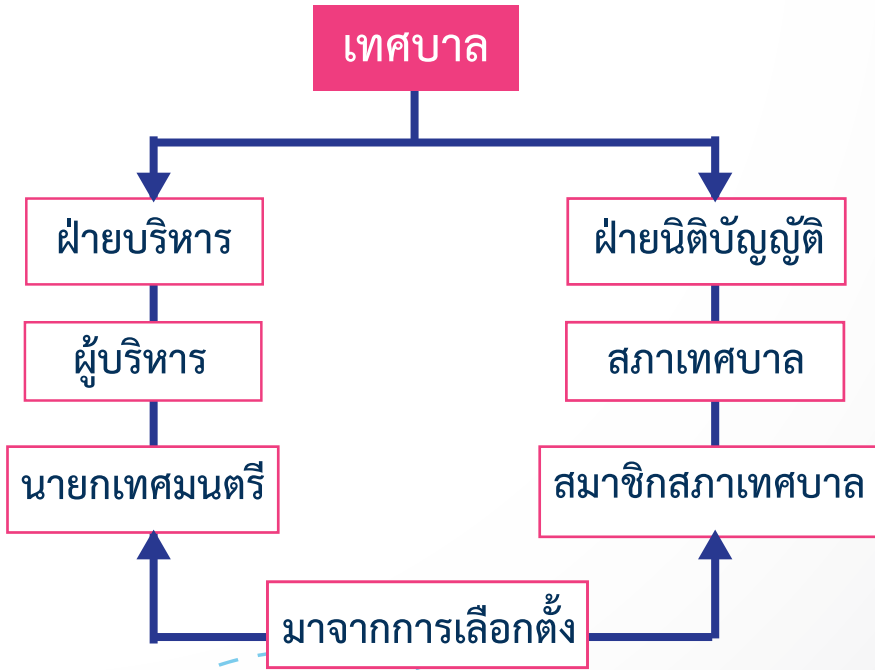 เทศบาล
ฝ่ายบริหาร
ฝ่ายนิติบัญญัติ
ผู้บริหาร
สภาเทศบาล
นายกเทศมนตรี
สมาชิกสภาเทศบาล
มาจากการเลือกตั้ง